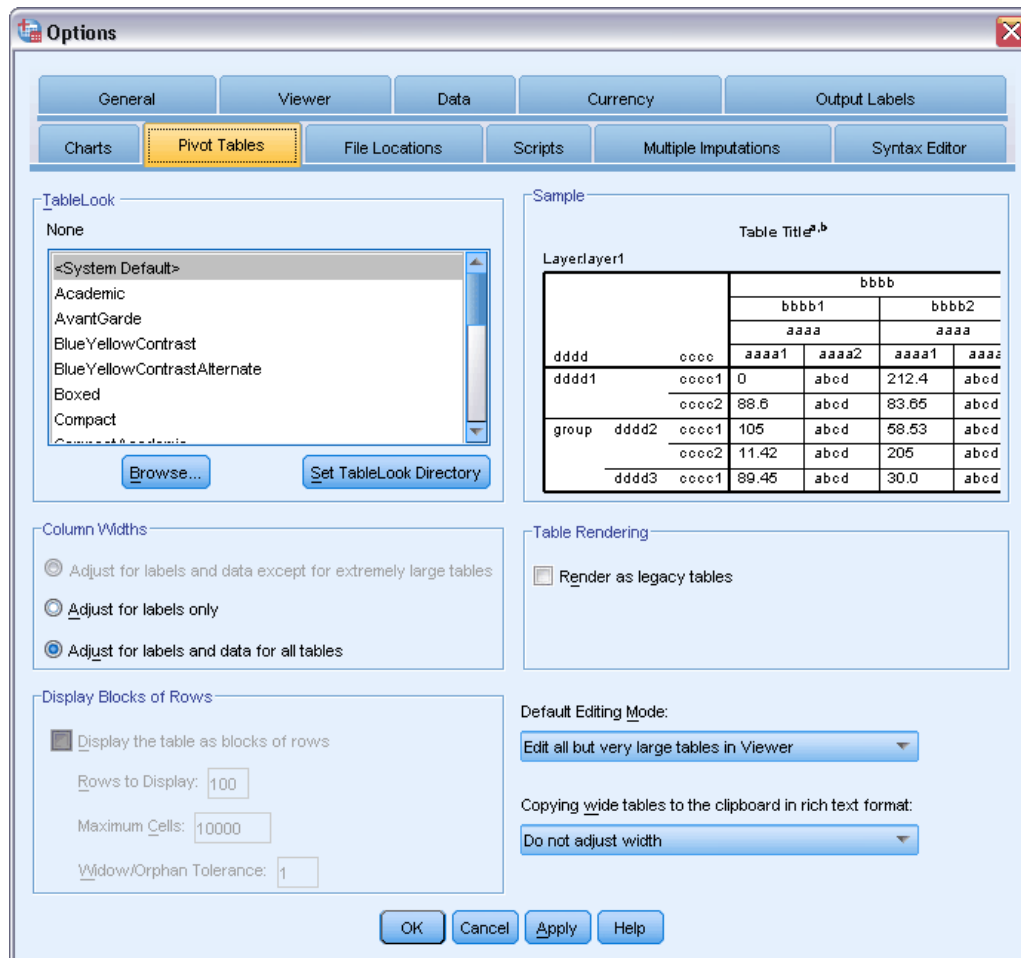 Options
General Viewer Data Currency Output Labels
Charts Pivot Tables File Locations Scripts Multiple Imputations Syntax Editor
TableLook
None
<System Default>
Academic
AvantGarde
BlueYellowContrast
BlueYellowContrastAlternate
Boxed
Compact
CompactAcademic
Browse... Set TableLook Directory
Sample
Table Title a,b
Layer:layer1
bbbb
bbbb1 bbbb2
aaaa aaaa
dddd cccc aaaa1 aaaa2 aaaa1 aaaa
dddd1 cccc1 0 abcd 212.4 abcd
cccc2 88.6 abcd 83.65 abcd
group dddd2 cccc1 105 abcd 58.53 abcd
cccc2 11.42 abcd 205 abcd
dddd3 cccc1 89.45 abcd 30.0 abcd
Column Widths
Adjust for labels and data except for extremely large tables
Adjust for labels only
Adjust for labels and data for all tables
Table Rendering
Render as legacy tables
Display Blocks of Rows
Display the table as blocks of rows
Rows to Display: 100
Maximum Cells: 10000
Widow/Orphan Tolerance: 1
Default Editing Mode:
Edit all but very large tables in Viewer
Copying wide tables to the clipboard in rich text format:
Do not adjust width
OK Cancel Apply Help